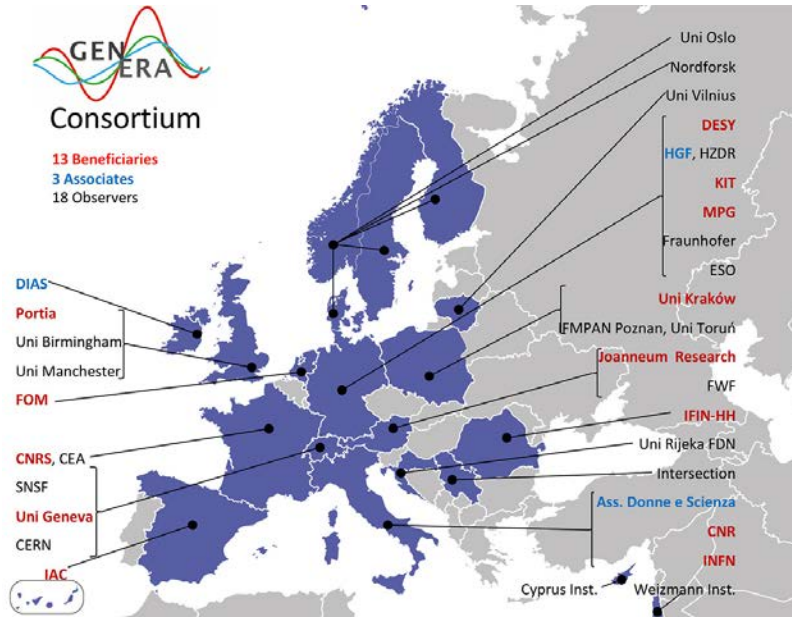 GEN
ERA
Consortium
13 Beneficiaries
3 Associates
18 Observers
DIAS
Portia
Uni Birmingham
Uni Manchester
FOM
CNRS, CEA
SNSF
Uni Geneva
CERN
IAC
Uni Oslo
Nordforsk
Uni Vilnius
DESY
HGF, HZDR
KIT
MPG
Fraunhofer
ESO
Uni Kraków
FMPAN Poznan, Uni Toruń
Joanneum Research
FWF
IFIN-HH
Uni Rijeka FDN
Intersection
Ass. Donne e Scienza
CNR
INFN
Cyprus Inst.
Weizmann Inst.